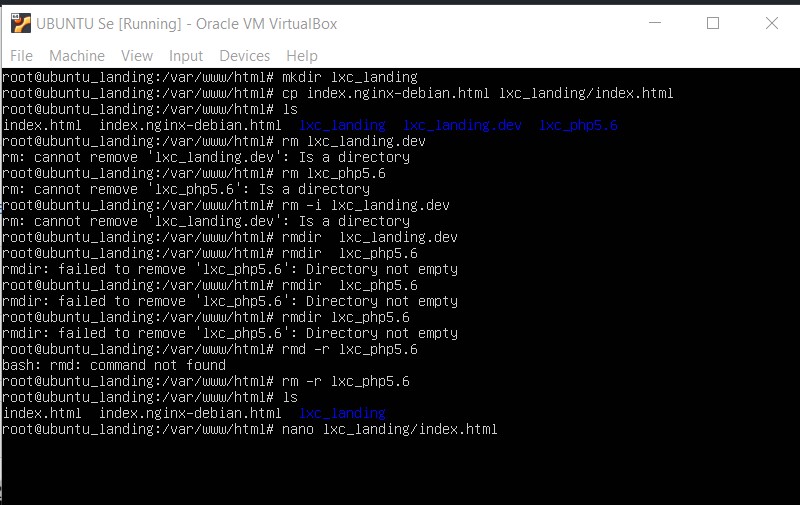 UBUNTU Se [Running] - Oracle VM VirtualBox
File Machine View Input Devices Help
root@ubuntu_landing:/var/www/html# mkdir lxc_landing
root@ubuntu_landing:/var/www/html# cp index.nginx-debian.html lxc_landing/index.html
root@ubuntu_landing:/var/www/html# ls
index.html  index.nginx-debian.html  lxc_landing  lxc_landing.dev  lxc_php5.6
root@ubuntu_landing:/var/www/html# rm lxc_landing.dev
rm: cannot remove 'lxc_landing.dev': Is a directory
root@ubuntu_landing:/var/www/html# rm lxc_php5.6
rm: cannot remove 'lxc_php5.6': Is a directory
root@ubuntu_landing:/var/www/html# rm -i lxc_landing.dev
rm: cannot remove 'lxc_landing.dev': Is a directory
root@ubuntu_landing:/var/www/html# rmdir  lxc_landing.dev
root@ubuntu_landing:/var/www/html# rmdir  lxc_php5.6
rmdir: failed to remove 'lxc_php5.6': Directory not empty
root@ubuntu_landing:/var/www/html# rmdir  lxc_php5.6
rmdir: failed to remove 'lxc_php5.6': Directory not empty
root@ubuntu_landing:/var/www/html# rmdir lxc_php5.6
rmdir: failed to remove 'lxc_php5.6': Directory not empty
root@ubuntu_landing:/var/www/html# rmd -r lxc_php5.6
bash: rmd: command not found
root@ubuntu_landing:/var/www/html# rm -r lxc_php5.6
root@ubuntu_landing:/var/www/html# ls
index.html  index.nginx-debian.html  lxc_landing
root@ubuntu_landing:/var/www/html# nano lxc_landing/index.html